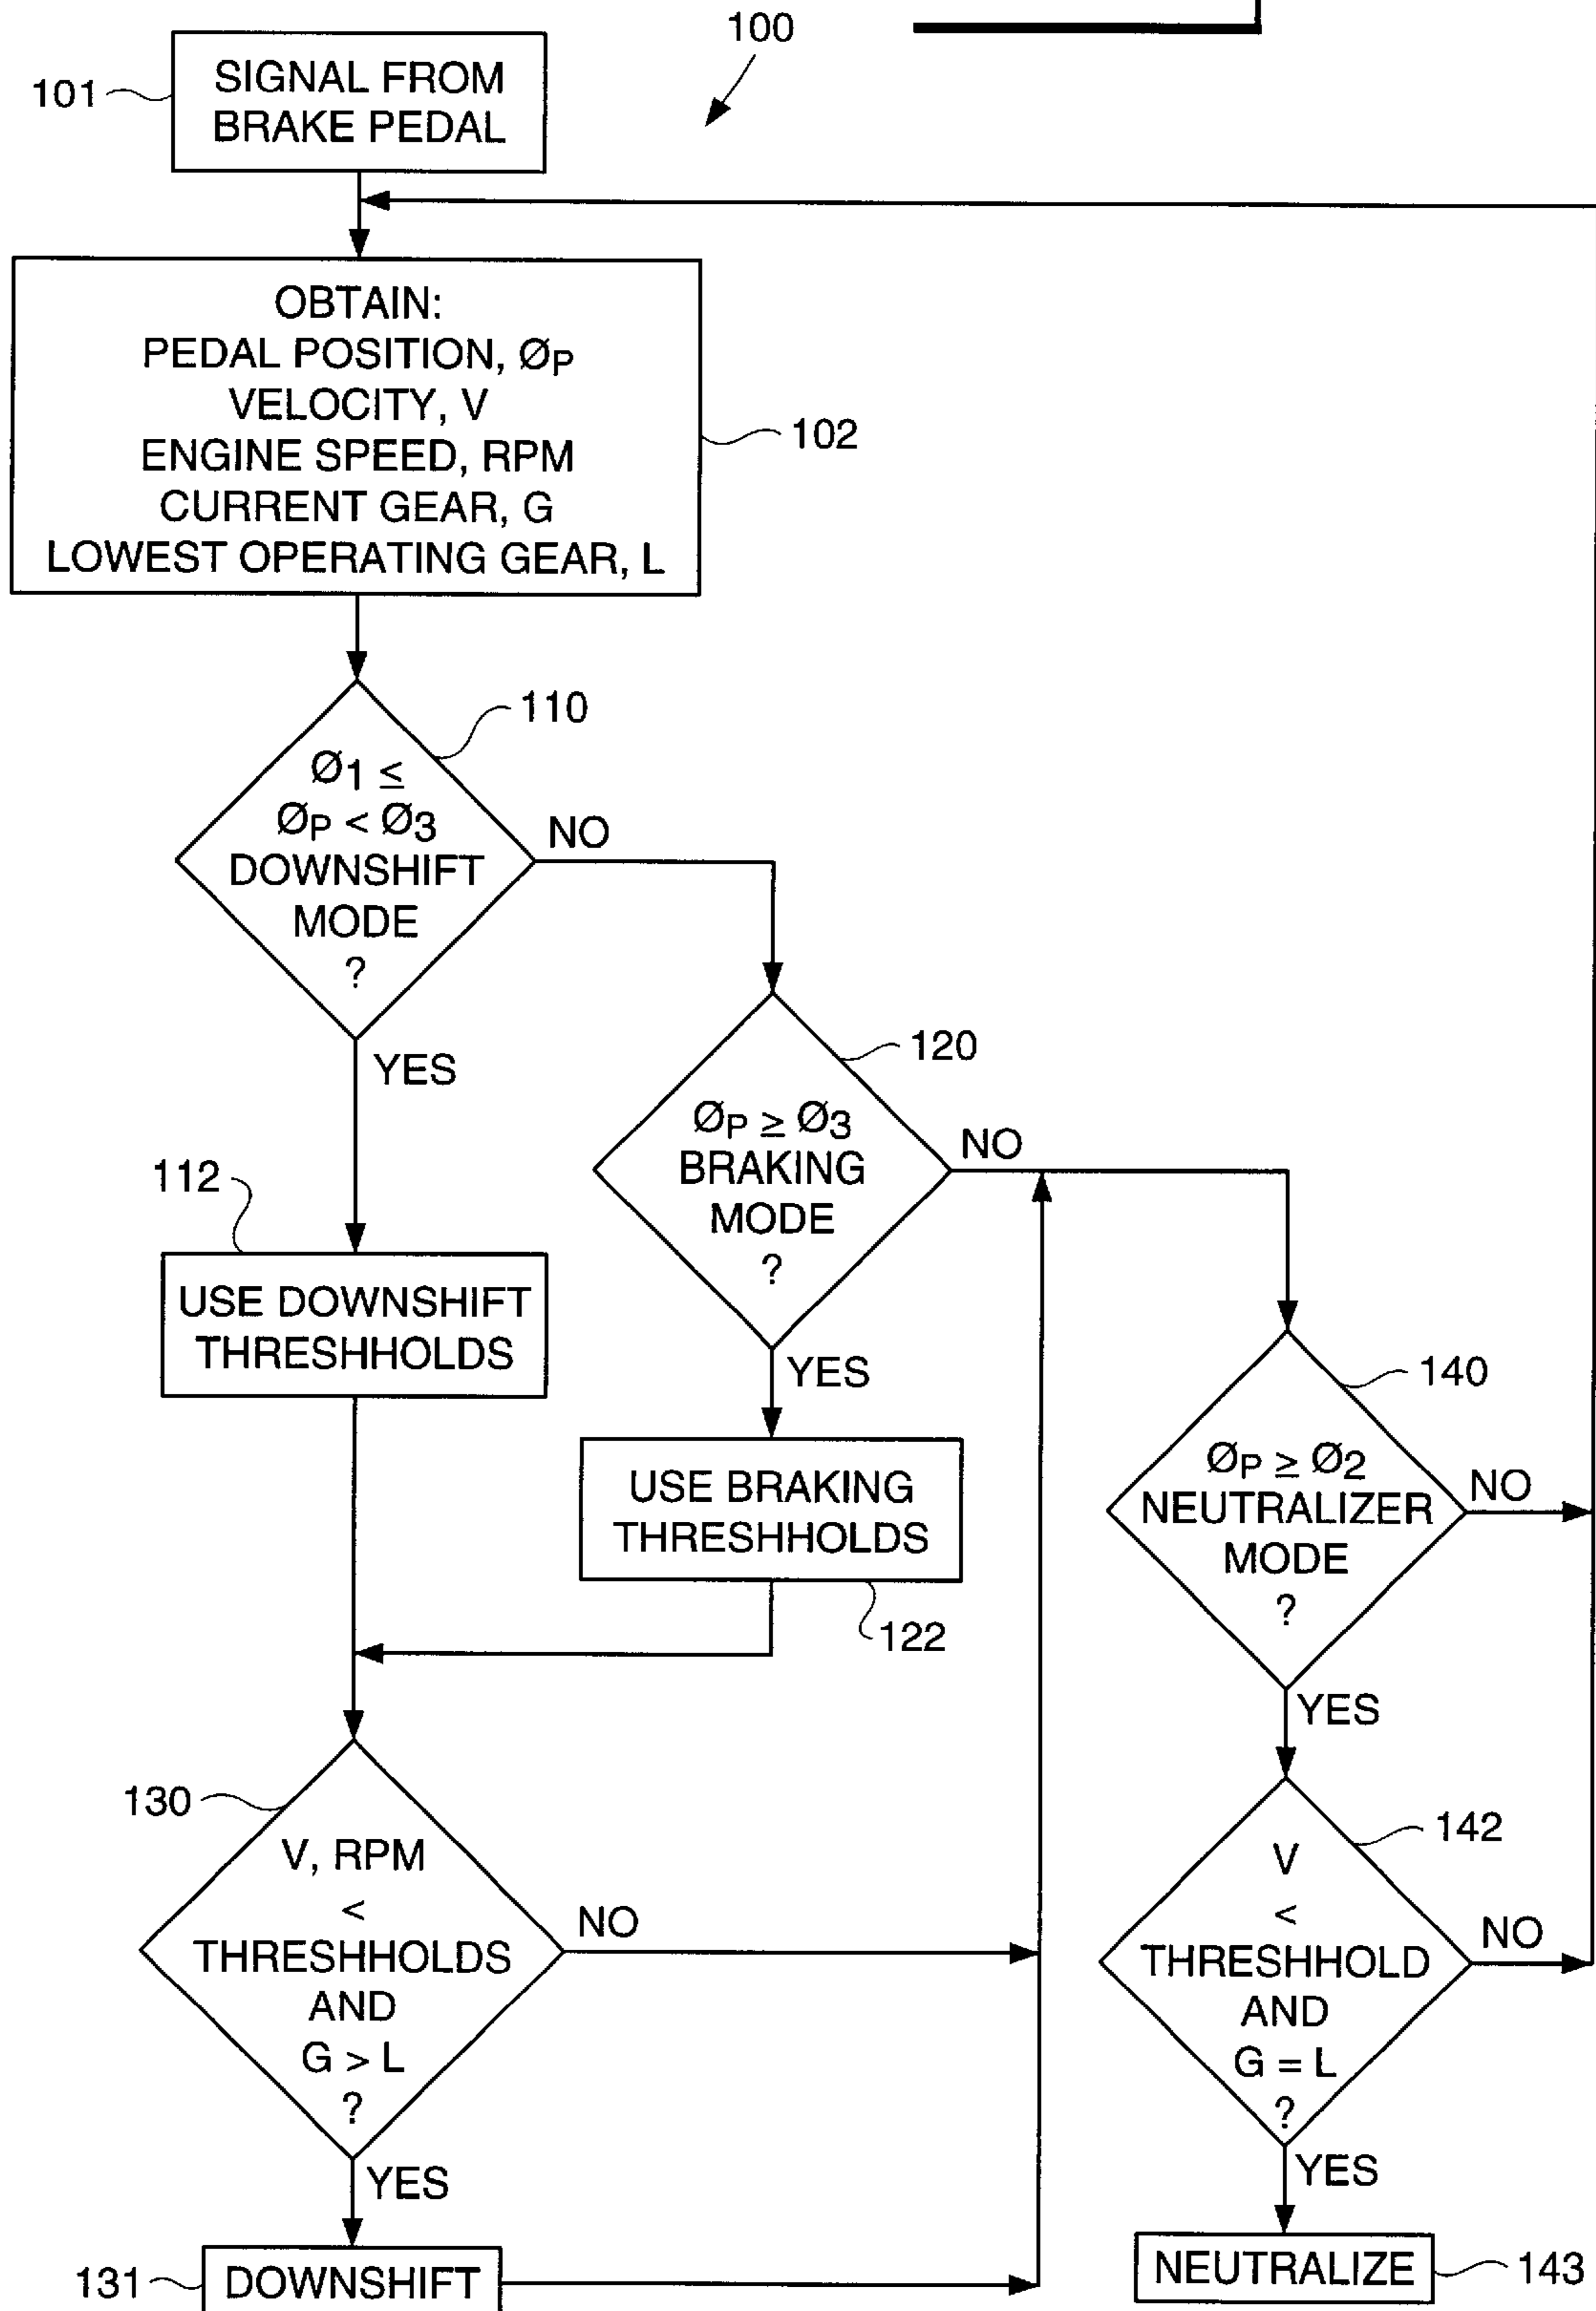 100
101
SIGNAL FROM
BRAKE PEDAL
OBTAIN:
PEDAL POSITION, ØP
VELOCITY, V
ENGINE SPEED, RPM
CURRENT GEAR, G
LOWEST OPERATING GEAR, L
102
110
Ø1 ≤
ØP < Ø3
DOWNSHIFT
MODE
?
NO
YES
120
ØP ≥ Ø3
BRAKING
MODE
?
NO
YES
112
USE DOWNSHIFT
THRESHHOLDS
USE BRAKING
THRESHHOLDS
122
140
ØP ≥ Ø2
NEUTRALIZER
MODE
?
NO
YES
130
V, RPM
<
THRESHHOLDS
AND
G > L
?
NO
YES
142
V
<
THRESHHOLD
AND
G = L
?
NO
YES
131
DOWNSHIFT
NEUTRALIZE
143